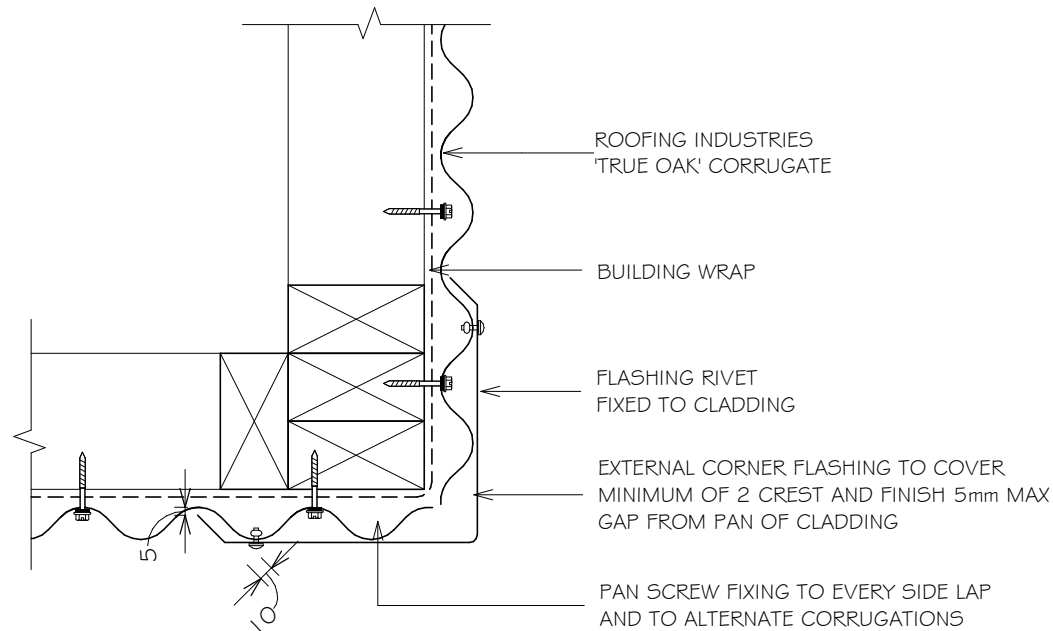 ROOFING INDUSTRIES
'TRUE OAK' CORRUGATE
BUILDING WRAP
FLASHING RIVET
FIXED TO CLADDING
EXTERNAL CORNER FLASHING TO COVER
MINIMUM OF 2 CREST AND FINISH 5mm MAX
GAP FROM PAN OF CLADDING
5
10
PAN SCREW FIXING TO EVERY SIDE LAP
AND TO ALTERNATE CORRUGATIONS